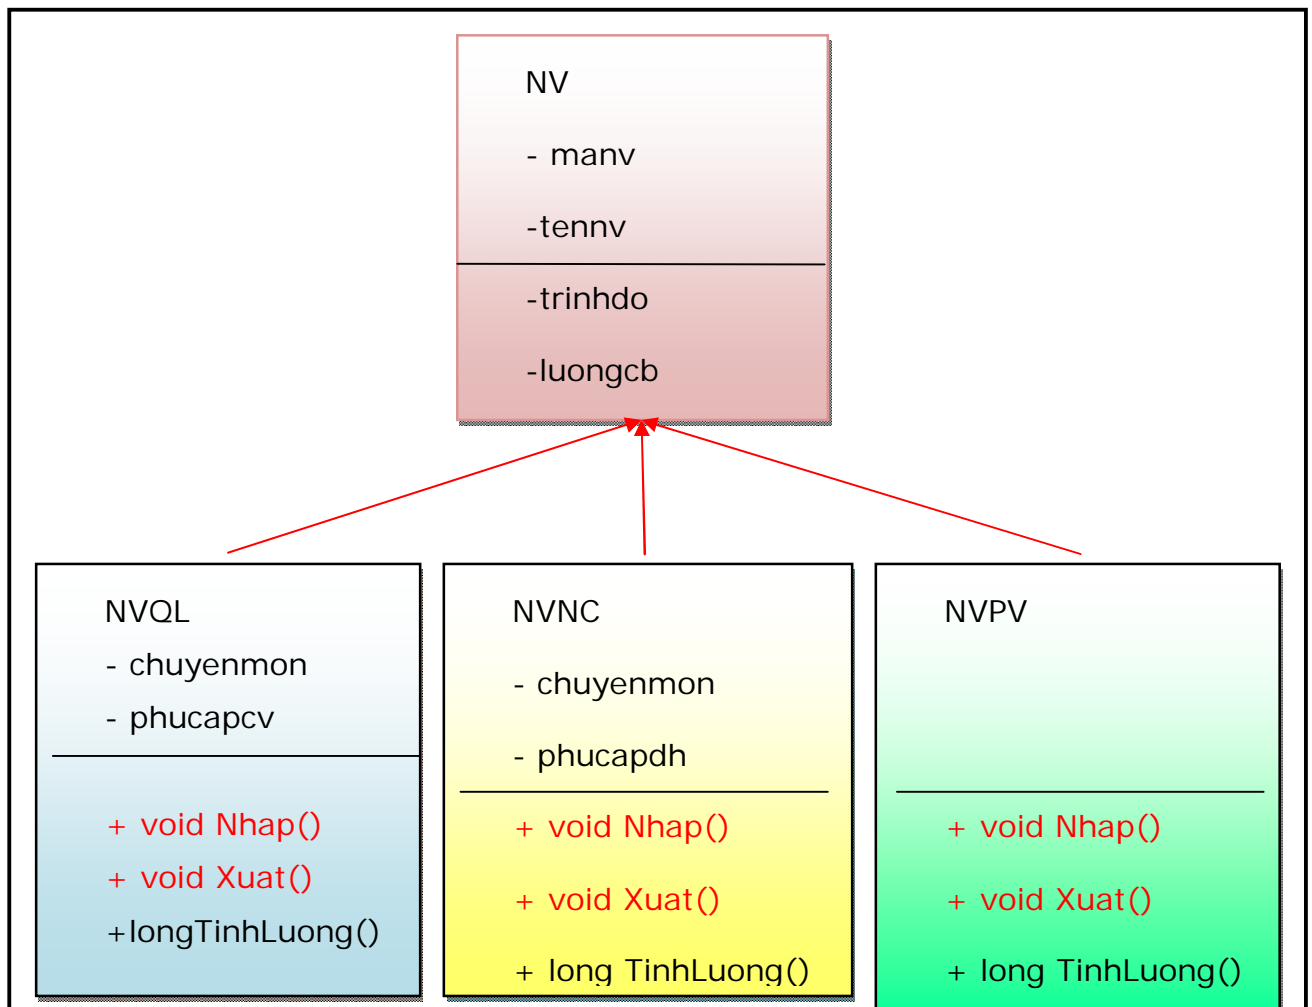 NV
- manv
-tennv
-trinhdo
-luongcb
NVQL
- chuyenmon
- phucapcv
+ void Nhap()
+ void Xuat()
+longTinhLuong()
NVNC
- chuyenmon
- phucapdh
+ void Nhap()
+ void Xuat()
+ long TinhLuong()
NVPV
+ void Nhap()
+ void Xuat()
+ long TinhLuong()